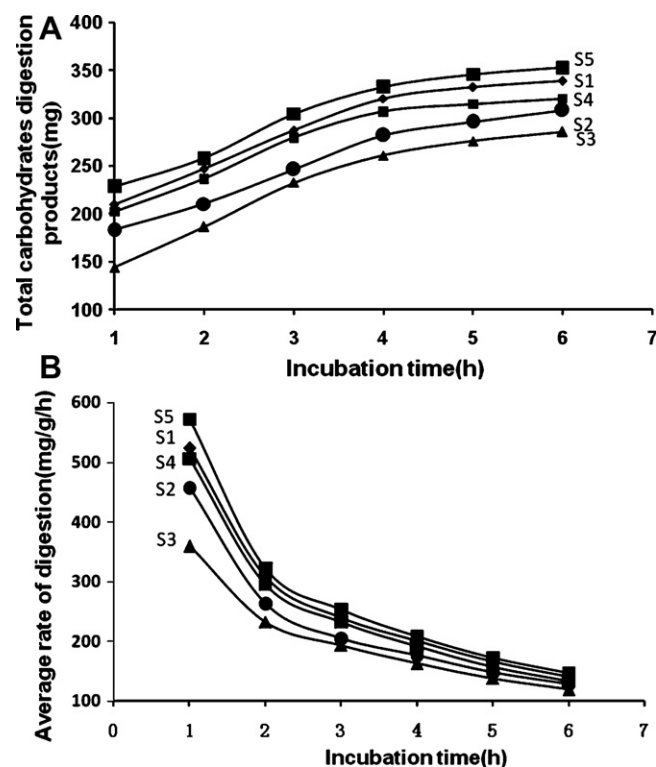 A
400
350
300
250
200
150
100
Total carbohydrates digestion
products(mg)
S5
S1
S4
S2
S3
1 2 3 4 5 6 7
Incubation time(h)
B
600
500
400
300
200
100
Average rate of digestion(mg/g/h)
S5
S1
S4
S2
S3
0 1 2 3 4 5 6 7
Incubation time(h)